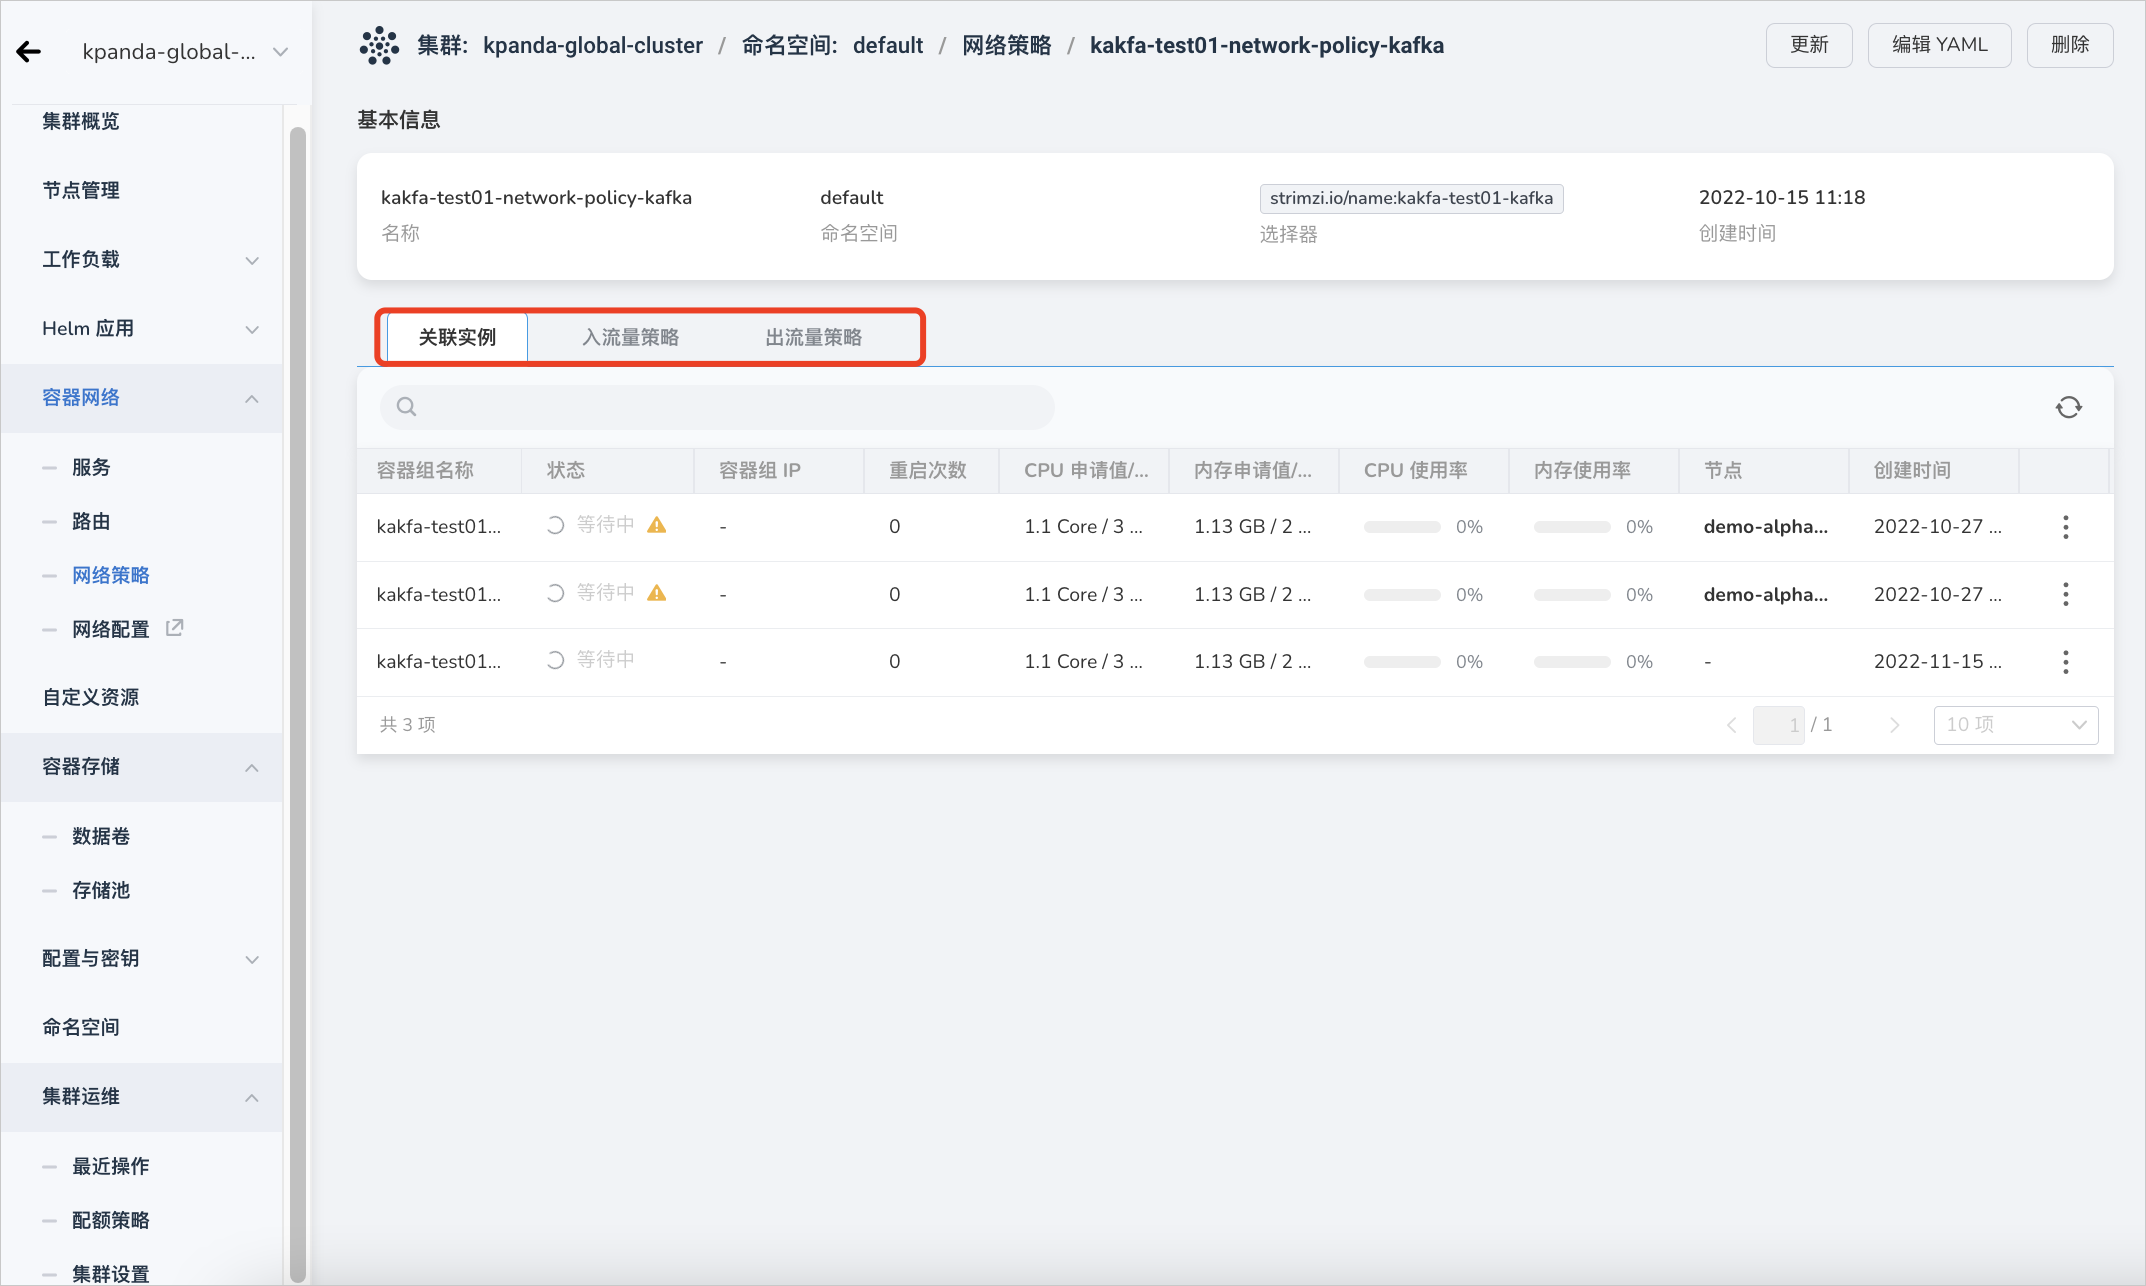 kpanda-global-...
集群: kpanda-global-cluster / 命名空间: default / 网络策略 / kakfa-test01-network-policy-kafka
更新
编辑 YAML
删除
集群概览
节点管理
工作负载
Helm 应用
容器网络
服务
路由
网络策略
网络配置
自定义资源
容器存储
数据卷
存储池
配置与密钥
命名空间
集群运维
最近操作
配额策略
集群设置
基本信息
kakfa-test01-network-policy-kafka
名称
default
命名空间
strimzi.io/name:kakfa-test01-kafka
选择器
2022-10-15 11:18
创建时间
关联实例 入流量策略 出流量策略
容器组名称 状态 容器组 IP 重启次数 CPU 申请值/... 内存申请值/... CPU 使用率 内存使用率 节点 创建时间
kakfa-test01... 等待中 - 0 1.1 Core / 3 ... 1.13 GB / 2 ... 0% 0% demo-alpha... 2022-10-27 ...
kakfa-test01... 等待中 - 0 1.1 Core / 3 ... 1.13 GB / 2 ... 0% 0% demo-alpha... 2022-10-27 ...
kakfa-test01... 等待中 - 0 1.1 Core / 3 ... 1.13 GB / 2 ... 0% 0% - 2022-11-15 ...
共 3 项 1 / 1 10 项